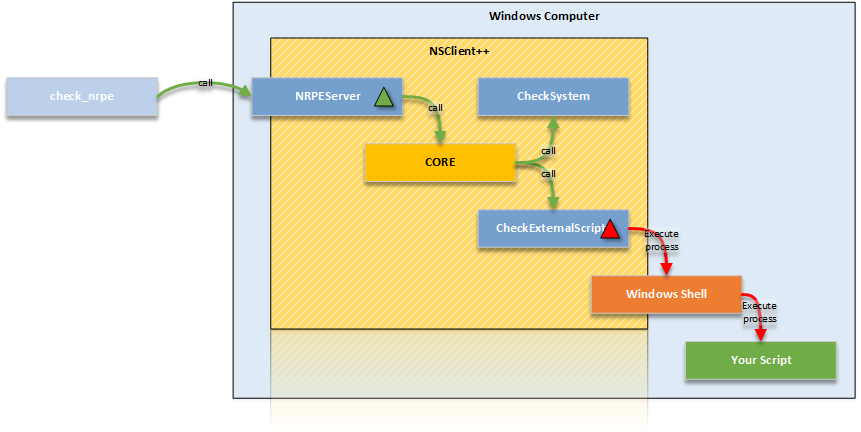 Windows Computer
NSClient++
check_nrpe
call
NRPEServer
call
CheckSystem
CORE
call
call
CheckExternalScript
Execute
process
Windows Shell
Execute
process
Your Script